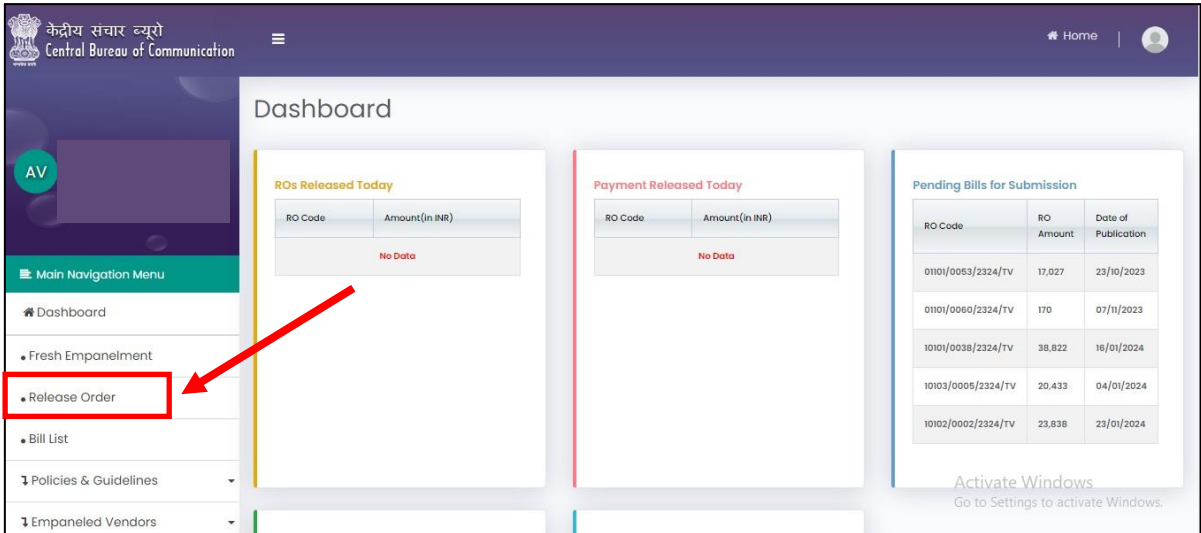 केंद्रीय संचार ब्यूरो
Central Bureau of Communication
Home |
AV
Main Navigation Menu
Dashboard
Fresh Empanelment
Release Order
Bill List
Policies & Guidelines
Empaneled Vendors
Dashboard
ROs Released Today
RO Code Amount(in INR)
No Data
Payment Released Today
RO Code Amount(in INR)
No Data
Pending Bills for Submission
RO Code RO Amount Date of Publication
01101/0053/2324/TV 17,027 23/10/2023
01101/0060/2324/TV 170 07/11/2023
10101/0038/2324/TV 38,822 16/01/2024
10103/0005/2324/TV 20,433 04/01/2024
10102/0002/2324/TV 23,838 23/01/2024
Activate Windows
Go to Settings to activate Windows.